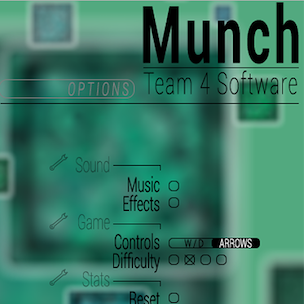 Munch
Team 4 Software
OPTIONS
Sound
Music
Effects
Game
Controls W/D ARROWS
Difficulty
Stats
Reset